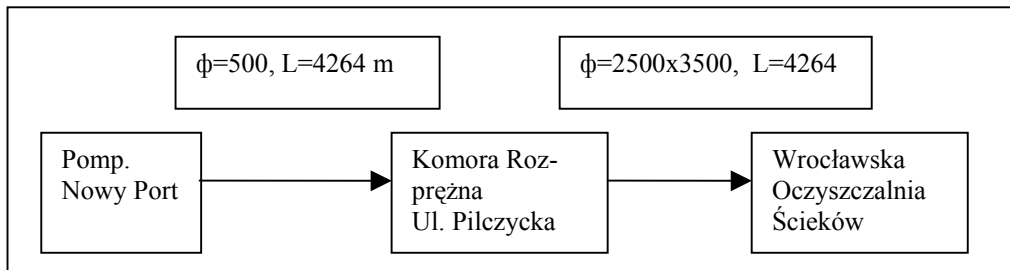 ф=500, L=4264 m
ф=2500x3500, L=4264
Pomp.
Nowy Port
Komora Roz-
prężna
Ul. Pilczycka
Wrocławska
Oczyszczalnia
Ścieków